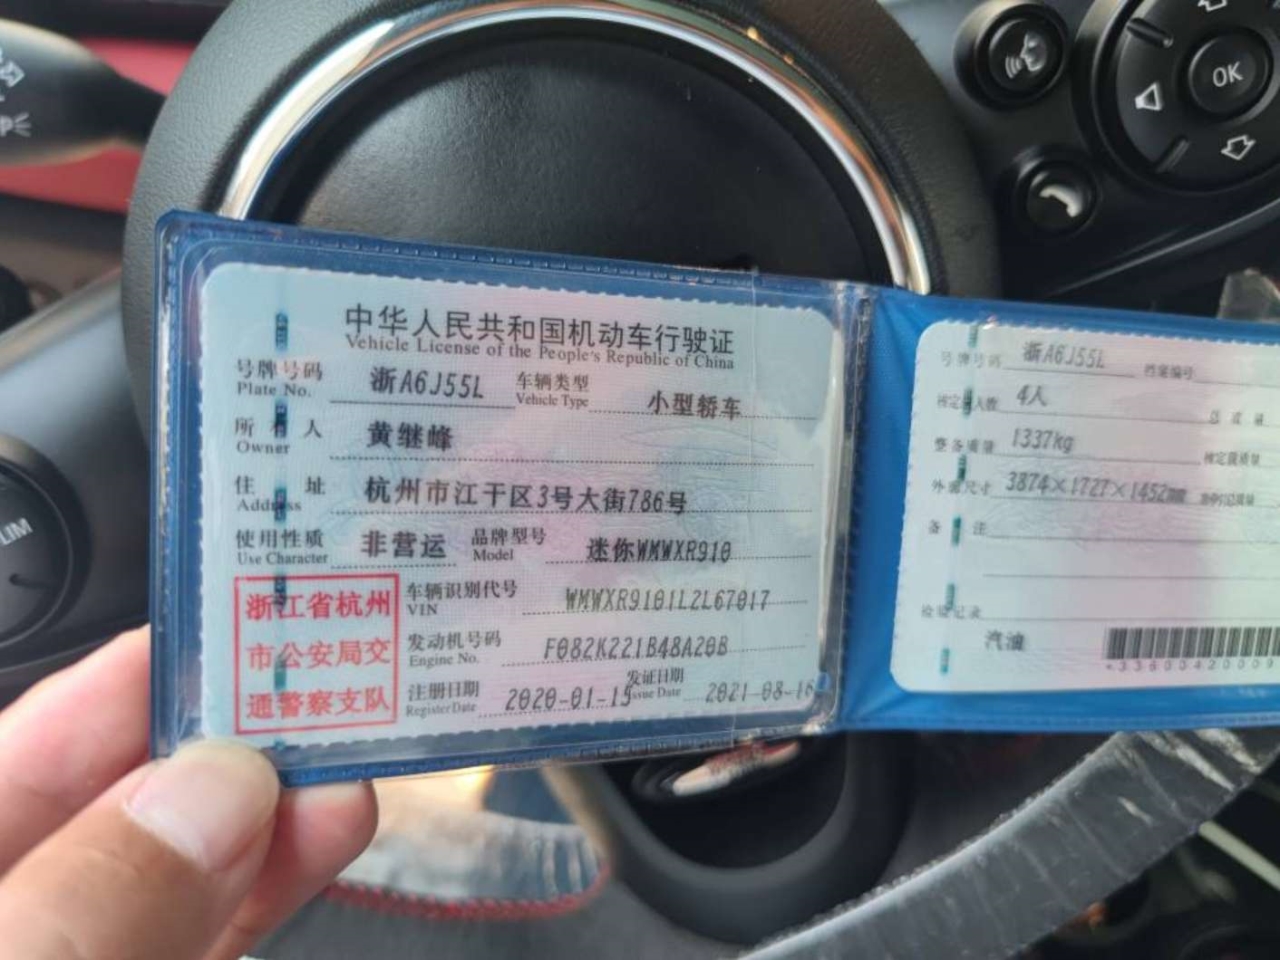 OK
LIM
中华人民共和国机动车行驶证
Vehicle License of the People's Republic of China
号牌号码 浙A6J55L 车辆类型 小型轿车
Plate No. Vehicle Type
所有人 黄继峰
Owner
住址 杭州市江干区3号大街786号
Address
使用性质 非营运 品牌型号 迷你WMWXR910
Use Character Model
浙江省杭州
市公安局交
通警察支队
车辆识别代号 WMWXR9101L2L67017
VIN
发动机号码 F082K221B48A20B
Engine No.
注册日期 2020-01-15 发证日期 2021-08-16
Register Date Issue Date
号牌号码 浙A6J55L 档案编号
核定人数 4人 总质量
整备质量 1337kg 核定载质量
外廓尺寸 3874×1727×1452
备注
检验记录
汽油
*3360042000